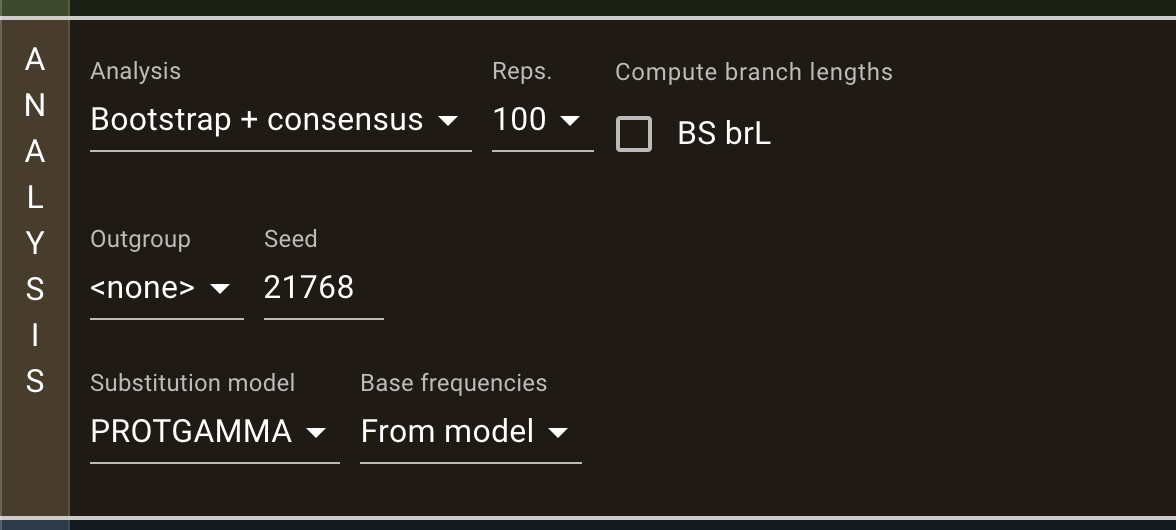 ANALYSIS
Analysis Reps. Compute branch lengths
Bootstrap + consensus 100 BS brL
Outgroup Seed
<none> 21768
Substitution model Base frequencies
PROTGAMMA From model